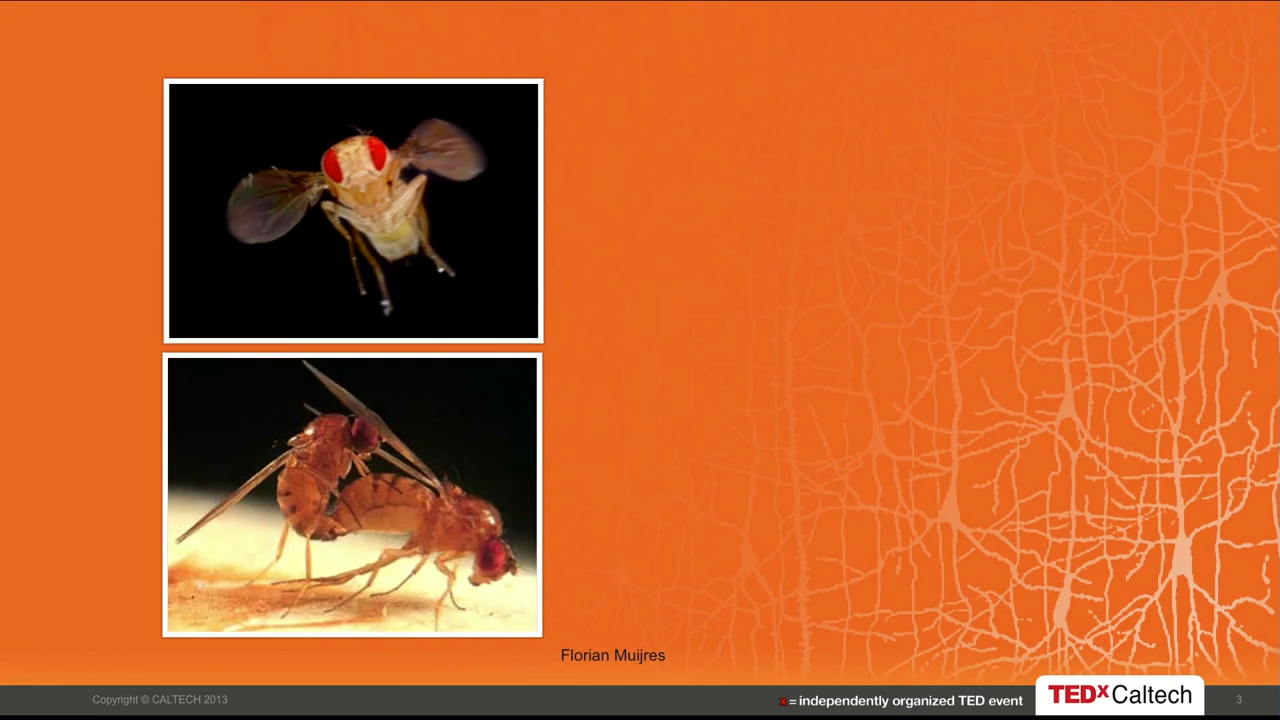 Florian Muijres
Copyright © CALTECH 2013
x= independently organized TED event
TEDxCaltech
3